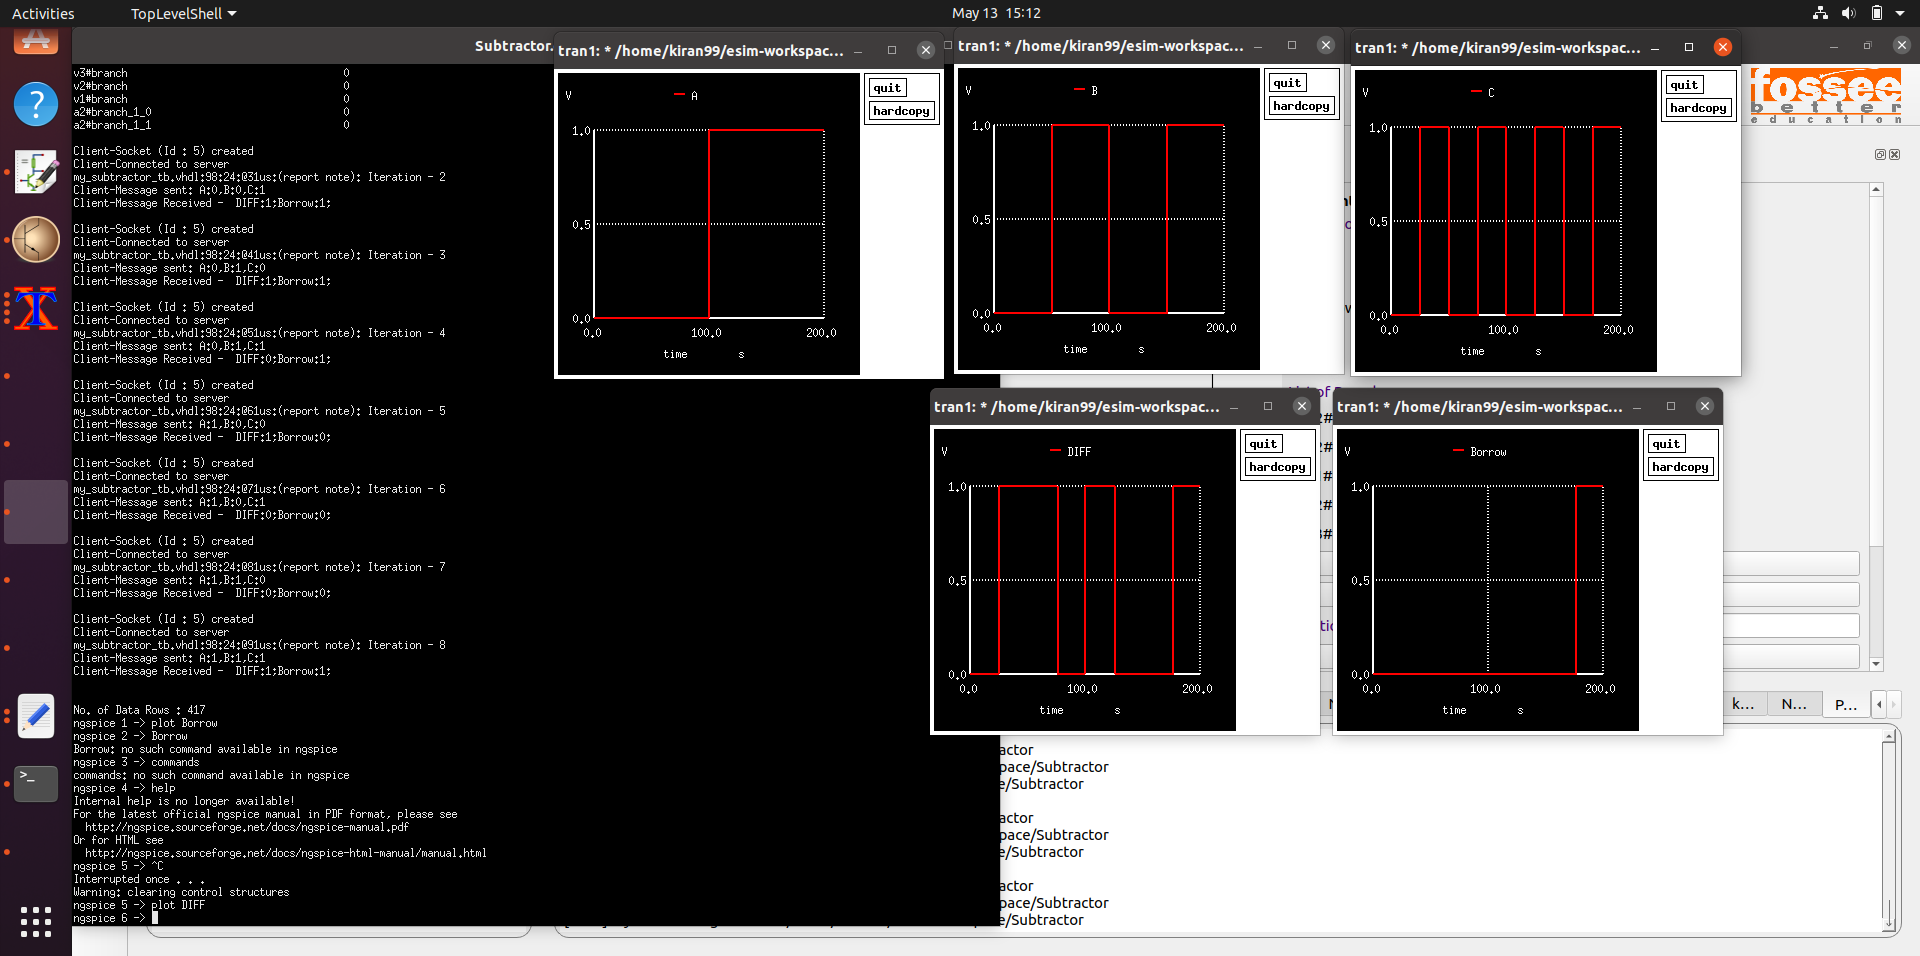 Activities
TopLevelShell
May 13 15:12
Subtractor.
v3#branch 0
v2#branch 0
v1#branch 0
a2#branch_1_0 0
a2#branch_1_1 0
Client-Socket (Id : 5) created
Client-Connected to server
my_subtractor_tb.vhdl:98:24:@31us:(report note): Iteration - 2
Client-Message sent: A:0,B:0,C:1
Client-Message Received - DIFF:1;Borrow:1;
Client-Socket (Id : 5) created
Client-Connected to server
my_subtractor_tb.vhdl:98:24:@41us:(report note): Iteration - 3
Client-Message sent: A:0,B:1,C:0
Client-Message Received - DIFF:1;Borrow:1;
Client-Socket (Id : 5) created
Client-Connected to server
my_subtractor_tb.vhdl:98:24:@51us:(report note): Iteration - 4
Client-Message sent: A:0,B:1,C:1
Client-Message Received - DIFF:0;Borrow:1;
Client-Socket (Id : 5) created
Client-Connected to server
my_subtractor_tb.vhdl:98:24:@61us:(report note): Iteration - 5
Client-Message sent: A:1,B:0,C:0
Client-Message Received - DIFF:1;Borrow:0;
Client-Socket (Id : 5) created
Client-Connected to server
my_subtractor_tb.vhdl:98:24:@71us:(report note): Iteration - 6
Client-Message sent: A:1,B:0,C:1
Client-Message Received - DIFF:0;Borrow:0;
Client-Socket (Id : 5) created
Client-Connected to server
my_subtractor_tb.vhdl:98:24:@81us:(report note): Iteration - 7
Client-Message sent: A:1,B:1,C:0
Client-Message Received - DIFF:0;Borrow:0;
Client-Socket (Id : 5) created
Client-Connected to server
my_subtractor_tb.vhdl:98:24:@91us:(report note): Iteration - 8
Client-Message sent: A:1,B:1,C:1
Client-Message Received - DIFF:1;Borrow:1;
No. of Data Rows : 417
ngspice 1 -> plot Borrow
ngspice 2 -> Borrow
Borrow: no such command available in ngspice
ngspice 3 -> commands
commands: no such command available in ngspice
ngspice 4 -> help
Internal help is no longer available!
For the latest official ngspice manual in PDF format, please see
http://ngspice.sourceforge.net/docs/ngspice-manual.pdf
Or for HTML see
http://ngspice.sourceforge.net/docs/ngspice-html-manual/manual.html
ngspice 5 -> ^C
Interrupted once . . .
Warning: clearing control structures
ngspice 5 -> plot DIFF
ngspice 6 ->
tran1: * /home/kiran99/esim-workspac...
V
A
quit
hardcopy
1.0
0.5
0.0
0.0 100.0 200.0
time s
tran1: * /home/kiran99/esim-workspac...
V
B
quit
hardcopy
1.0
0.5
0.0
0.0 100.0 200.0
time s
tran1: * /home/kiran99/esim-workspac...
V
C
quit
hardcopy
1.0
0.5
0.0
0.0 100.0 200.0
time s
fossee
better
education
tran1: * /home/kiran99/esim-workspac...
V
DIFF
quit
hardcopy
1.0
0.5
0.0
0.0 100.0 200.0
time s
tran1: * /home/kiran99/esim-workspac...
V
Borrow
quit
hardcopy
1.0
0.5
0.0
0.0 100.0 200.0
time s
k... N... P...
actor
pace/Subtractor
e/Subtractor
actor
pace/Subtractor
e/Subtractor
actor
pace/Subtractor
e/Subtractor